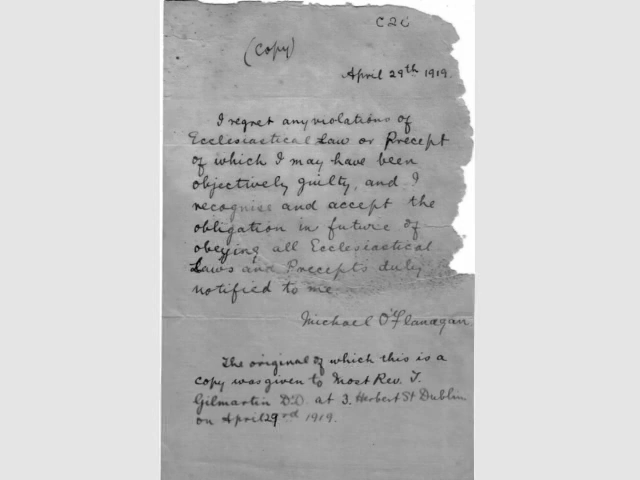 C2
(Copy)
April 29th 1919.
I regret any violations of
Ecclesiastical Law or Precept
of which I may have been
objectively guilty, and I
recognise and accept the
obligation in future of
obeying all Ecclesiastical
Laws and Precepts duly
notified to me.
Michael O'Flanagan.
The original of which this is a
copy was given to Most Rev. T.
Gilmartin D.D. at 3. Herbert St Dublin
on April 29rd 1919.